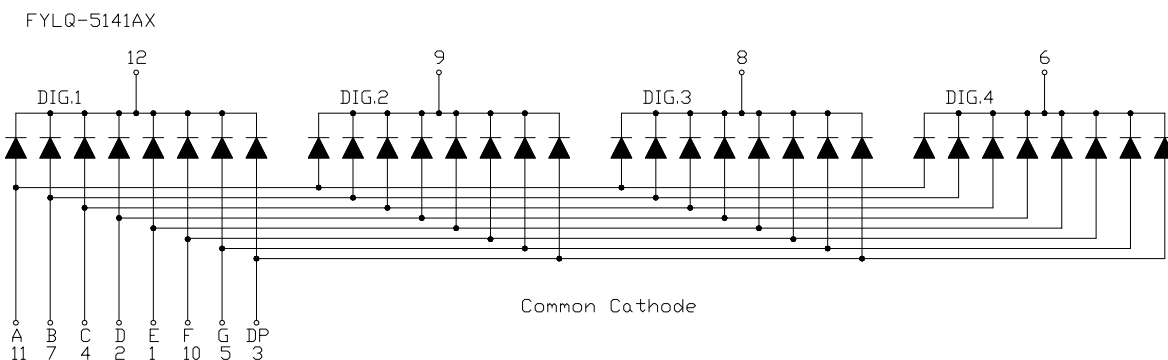 FYLQ-5141AX
12 9 8 6
DIG.1 DIG.2 DIG.3 DIG.4
Common Cathode
A B C D E F G DP
11 7 4 2 1 10 5 3